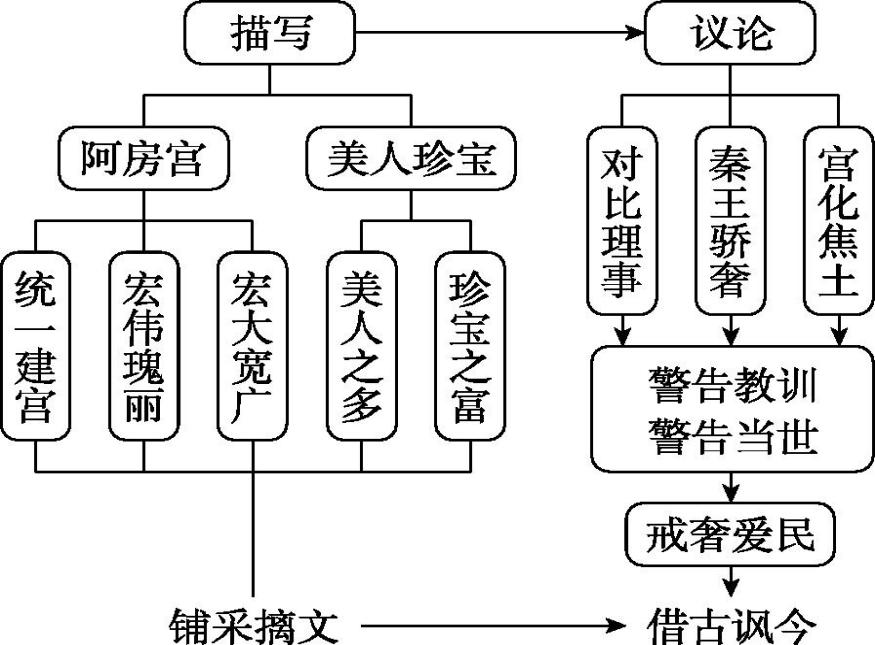 描写
议论
阿房宫
美人珍宝
对比理事
秦王骄奢
宫化焦土
统一建宫
宏伟瑰丽
宏大宽广
美人之多
珍宝之富
警告教训
警告当世
戒奢爱民
铺采摛文
借古讽今